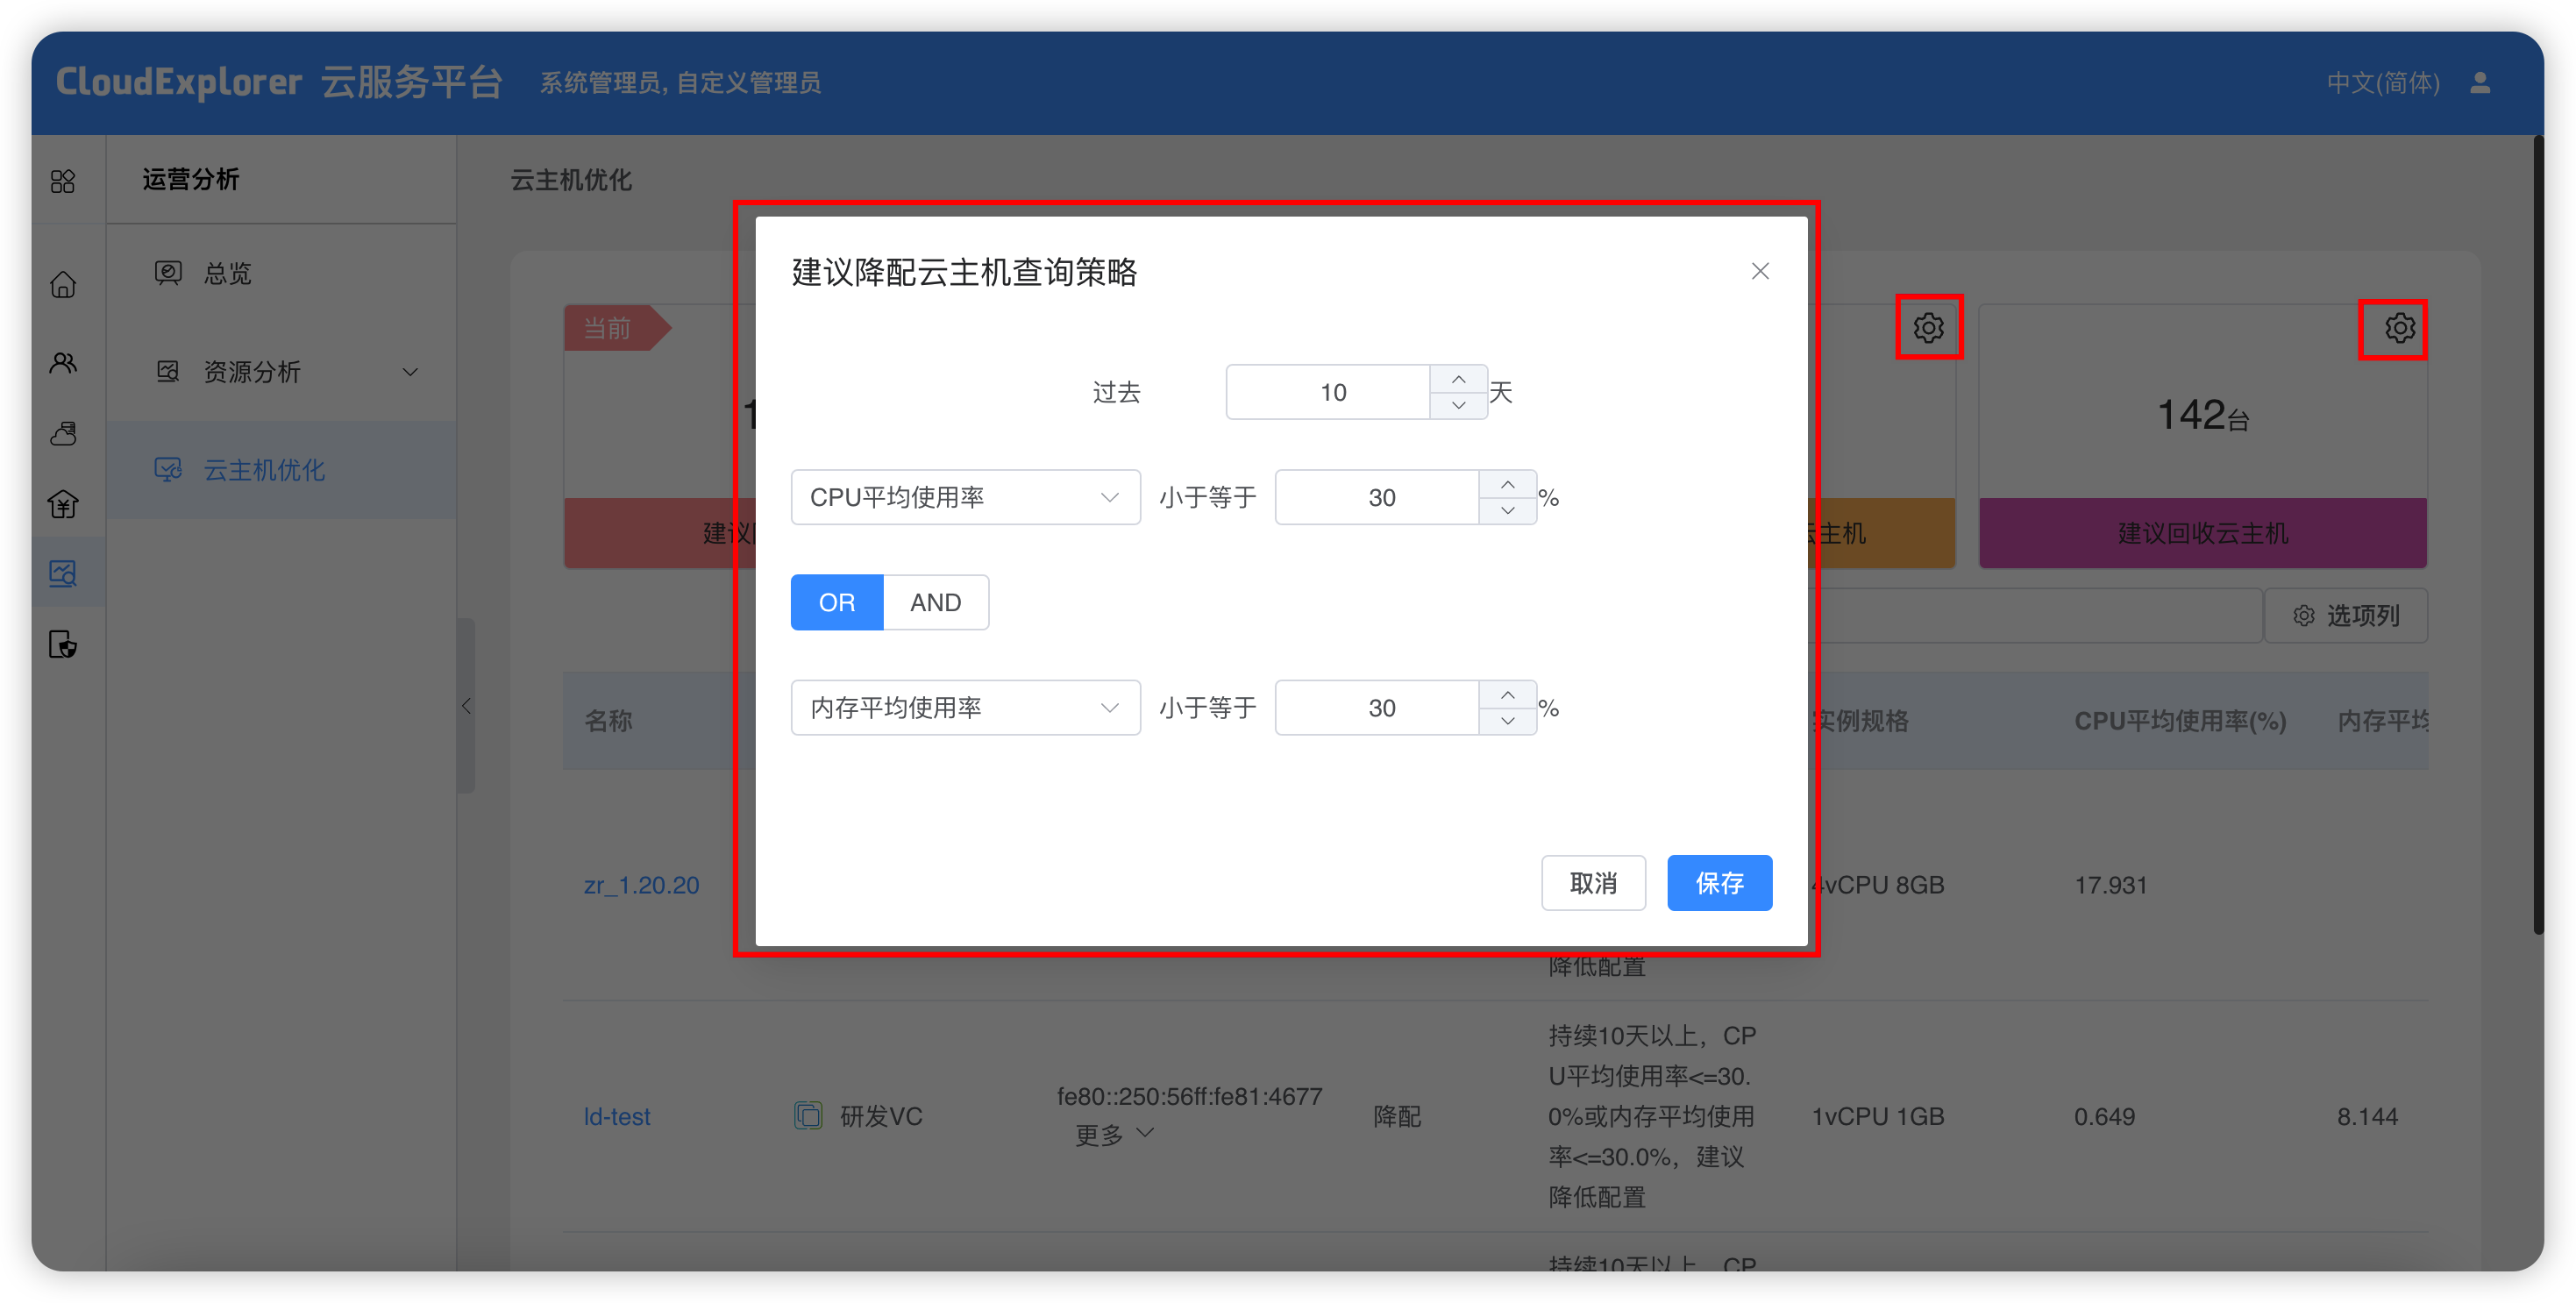 CloudExplorer 云服务平台 系统管理员, 自定义管理员 中文(简体)
运营分析
总览
资源分析
云主机优化
云主机优化
当前
1
建议
142台
云主机
建议回收云主机
选项列
建议降配云主机查询策略
过去 10 天
CPU平均使用率 小于等于 30 %
OR AND
内存平均使用率 小于等于 30 %
取消 保存
名称 实例规格 CPU平均使用率(%) 内存平均
zr_1.20.20 4vCPU 8GB 17.931
降低配置
ld-test 研发VC fe80::250:56ff:fe81:4677
更多
降配
持续10天以上，CP
U平均使用率<=30.
0%或内存平均使用
率<=30.0%，建议
降低配置
1vCPU 1GB 0.649 8.144
持续10天以上，CP